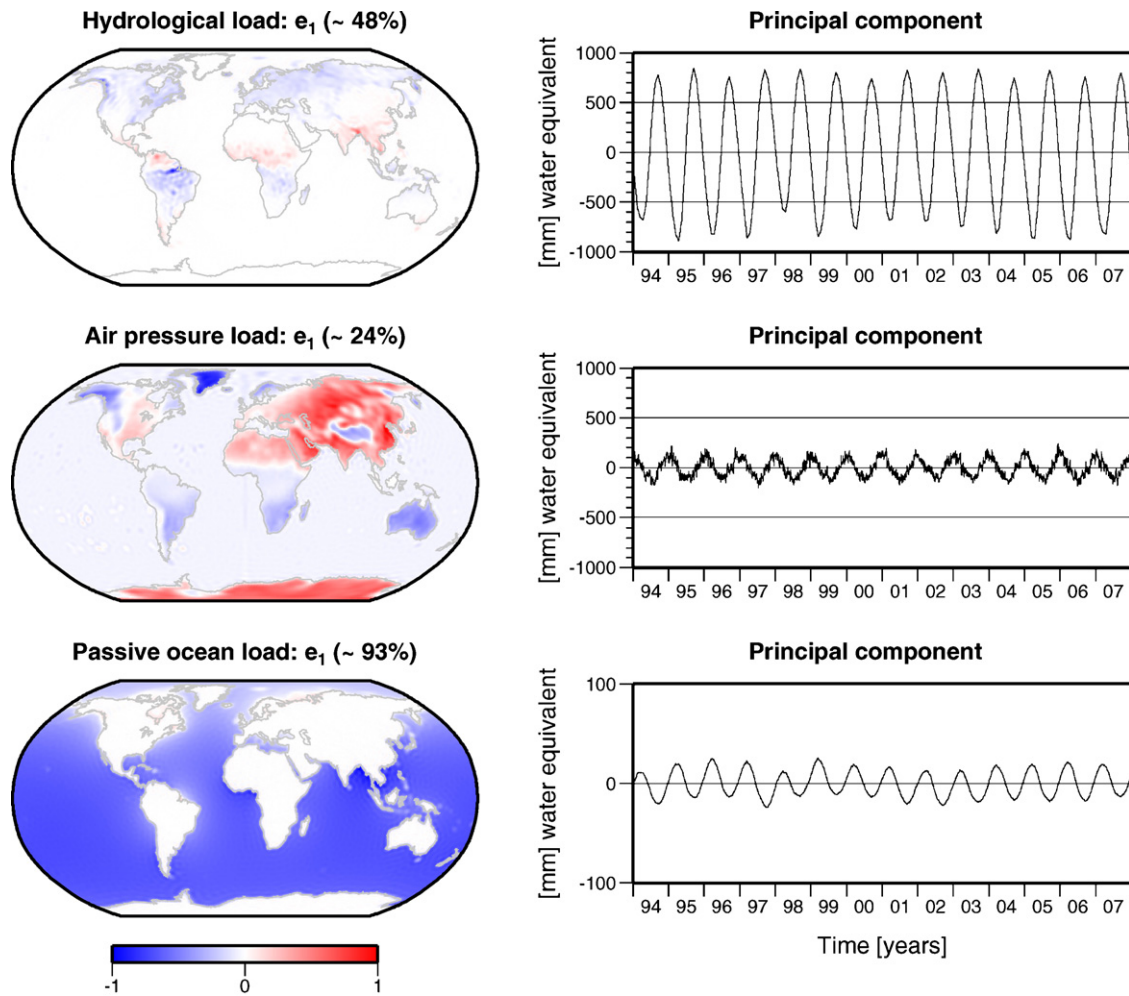 Hydrological load: e1 (~ 48%)
Principal component
1000
500
0
-500
-1000
[mm] water equivalent
94 95 96 97 98 99 00 01 02 03 04 05 06 07
Air pressure load: e1 (~ 24%)
Principal component
1000
500
0
-500
-1000
[mm] water equivalent
94 95 96 97 98 99 00 01 02 03 04 05 06 07
Passive ocean load: e1 (~ 93%)
Principal component
100
0
-100
[mm] water equivalent
94 95 96 97 98 99 00 01 02 03 04 05 06 07
Time [years]
-1 0 1